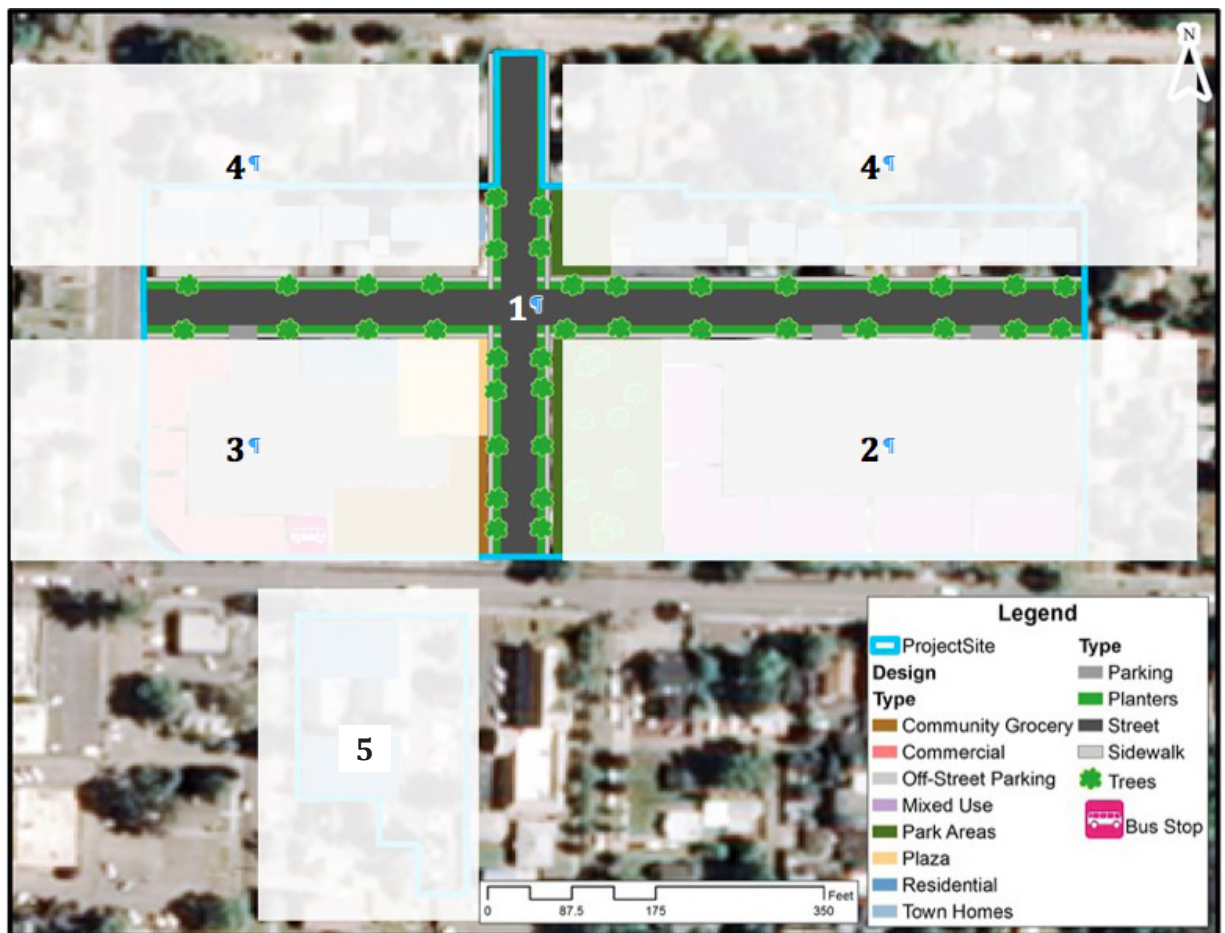 N
4¶
4¶
1¶
3¶
2¶
5
Legend
ProjectSite
Design
Type
Community Grocery
Commercial
Off-Street Parking
Mixed Use
Park Areas
Plaza
Residential
Town Homes
Type
Parking
Planters
Street
Sidewalk
Trees
Bus Stop
Feet
0 87.5 175 350